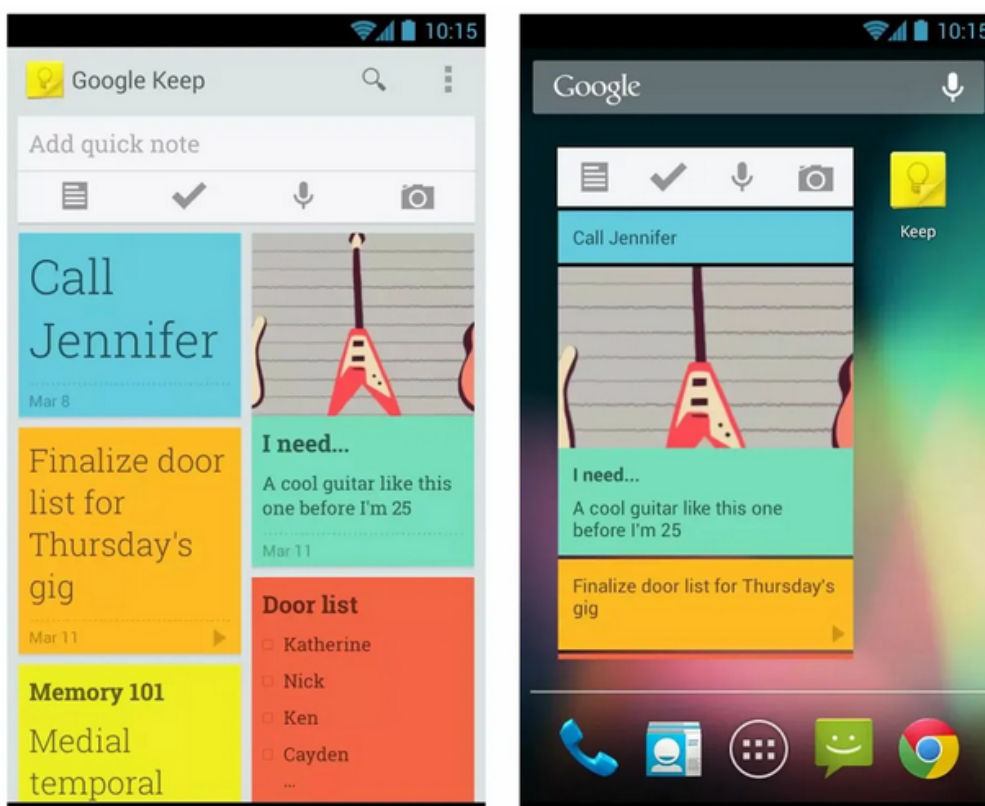 10:15
Google Keep
Add quick note
Call
Jennifer
Mar 8
Finalize door
list for
Thursday's
gig
Mar 11
Memory 101
Medial
temporal
I need...
A cool guitar like this
one before I'm 25
Mar 11
Door list
Katherine
Nick
Ken
Cayden
...
10:15
Google
Keep
Call Jennifer
I need...
A cool guitar like this one
before I'm 25
Finalize door list for Thursday's
gig